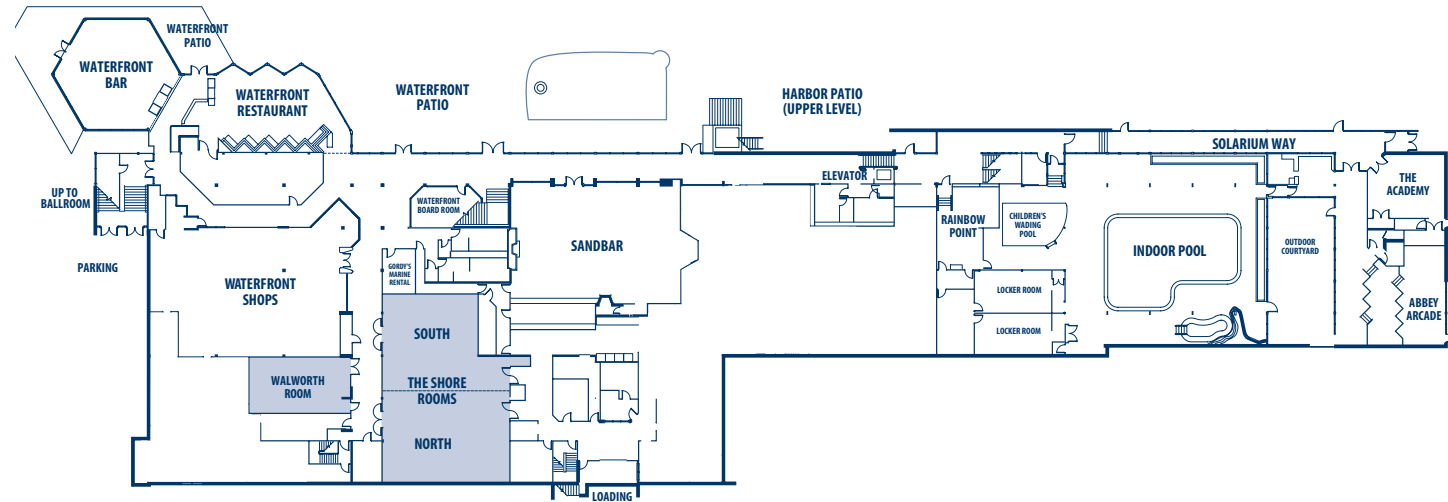 WATERFRONT
PATIO
WATERFRONT
BAR
WATERFRONT
RESTAURANT
WATERFRONT
PATIO
HARBOR PATIO
(UPPER LEVEL)
SOLARIUM WAY
UP TO
BALLROOM
WATERFRONT
BOARD ROOM
ELEVATOR
THE
ACADEMY
RAINBOW
POINT
CHILDREN'S
WADING
POOL
SANDBAR
INDOOR POOL
OUTDOOR
COURTYARD
PARKING
GORDY'S
MARINE
RENTAL
WATERFRONT
SHOPS
LOCKER ROOM
LOCKER ROOM
ABBEY
ARCADE
SOUTH
WALWORTH
ROOM
THE SHORE
ROOMS
NORTH
LOADING